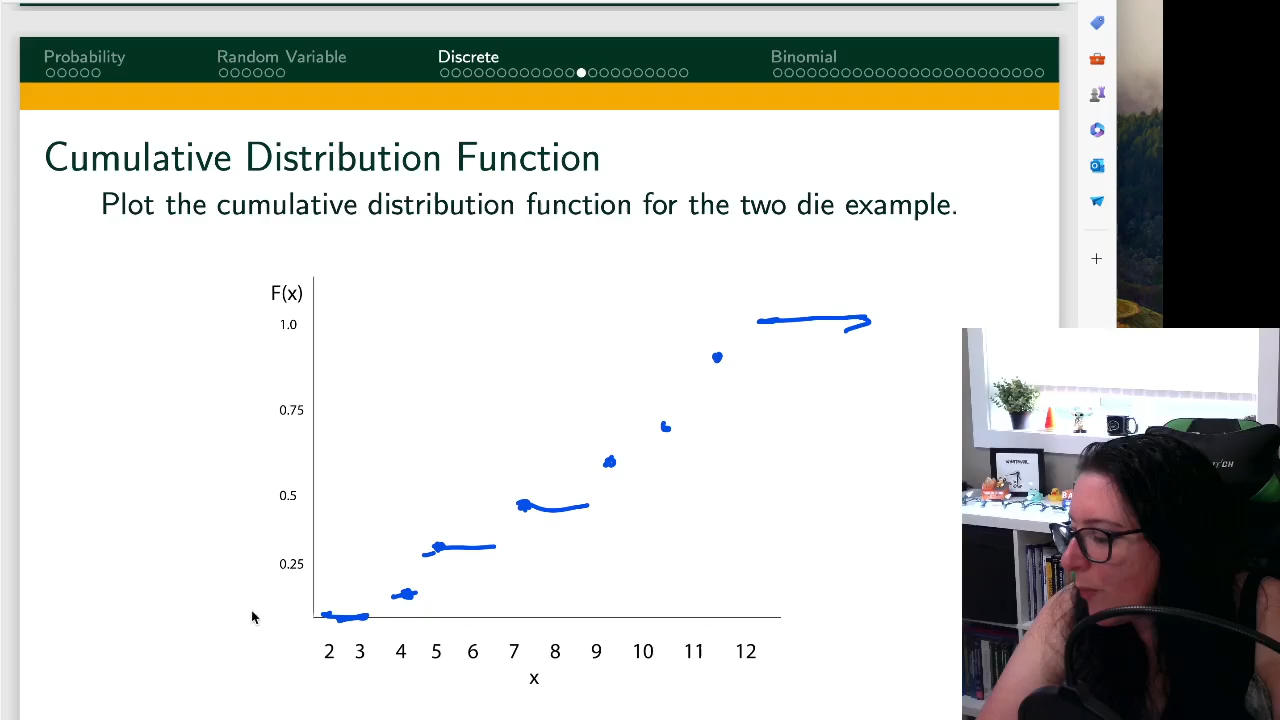 Probability Random Variable Discrete Binomial
Cumulative Distribution Function
Plot the cumulative distribution function for the two die example.
F(x)
1.0
0.75
0.5
0.25
2 3 4 5 6 7 8 9 10 11 12
x